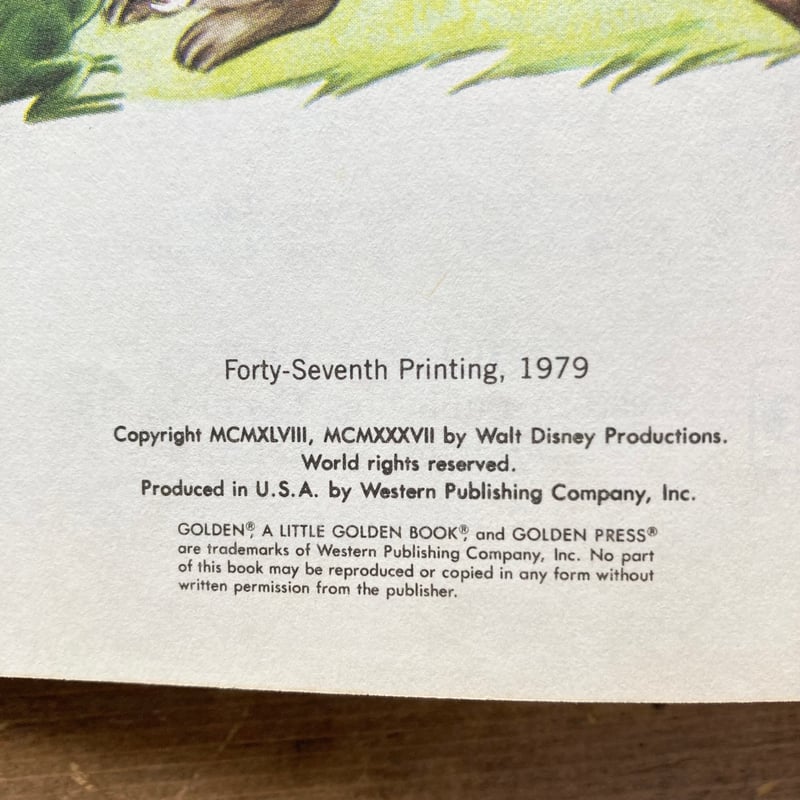 Forty-Seventh Printing, 1979
Copyright MCMXLVIII, MCMXXXVII by Walt Disney Productions.
World rights reserved.
Produced in U.S.A. by Western Publishing Company, Inc.
GOLDEN®, A LITTLE GOLDEN BOOK®, and GOLDEN PRESS®
are trademarks of Western Publishing Company, Inc. No part
of this book may be reproduced or copied in any form without
written permission from the publisher.